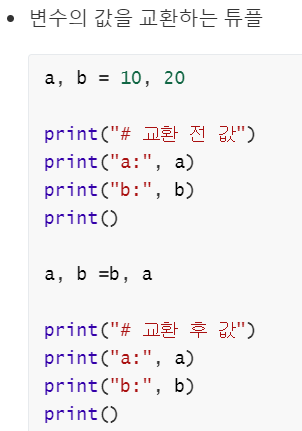 • 변수의 값을 교환하는 튜플
a, b = 10, 20
print("# 교환 전 값")
print("a:", a)
print("b:", b)
print()
a, b =b, a
print("# 교환 후 값")
print("a:", a)
print("b:", b)
print()